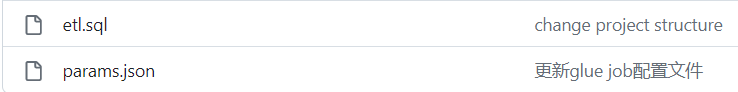 etl.sql change project structure
params.json 更新glue job配置文件